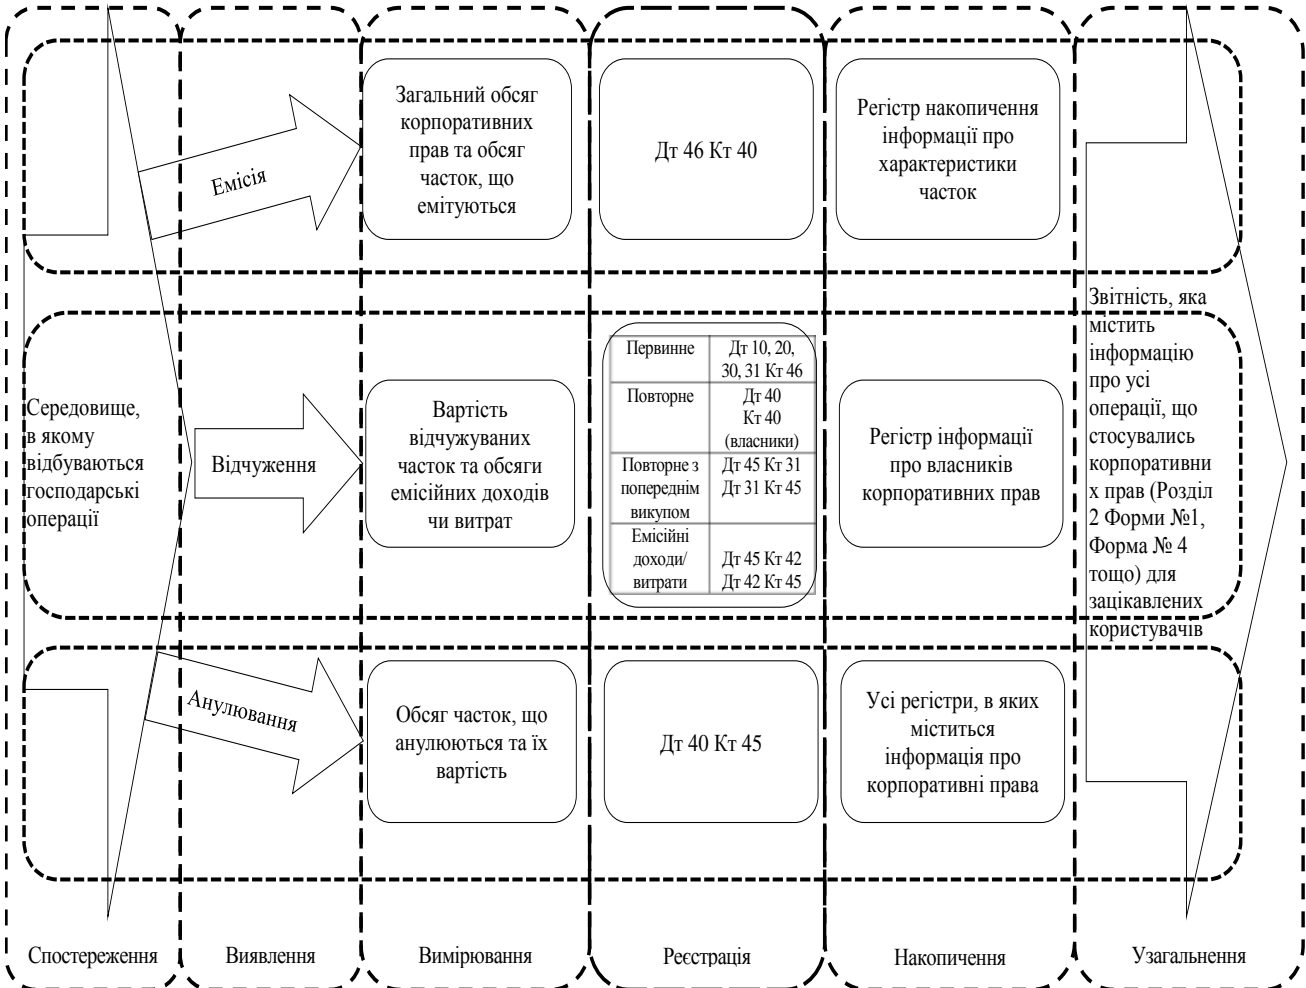 Середовище,
в якому
відбуваються
господарські
операції
Емісія
Загальний обсяг
корпоративних
прав та обсяг
часток, що
емітуються
Дт 46 Кт 40
Регістр накопичення
інформації про
характеристики
часток
Відчуження
Вартість
відчужуваних
часток та обсяги
емісійних доходів
чи витрат
Первинне
Дт 10, 20,
30, 31 Кт 46
Повторне
Дт 40
Кт 40
(власники)
Повторне з
попереднім
викупом
Дт 45 Кт 31
Дт 31 Кт 45
Емісійні
доходи/
витрати
Дт 45 Кт 42
Дт 42 Кт 45
Регістр інформації
про власників
корпоративних прав
Анулювання
Обсяг часток, що
анулюються та їх
вартість
Дт 40 Кт 45
Усі регістри, в яких
міститься
інформація про
корпоративні права
Звітність, яка
містить
інформацію
про усі
операції, що
стосувались
корпоративни
х прав (Розділ
2 Форми №1,
Форма № 4
тощо) для
зацікавлених
користувачів
Спостереження
Виявлення
Вимірювання
Реєстрація
Накопичення
Узагальнення